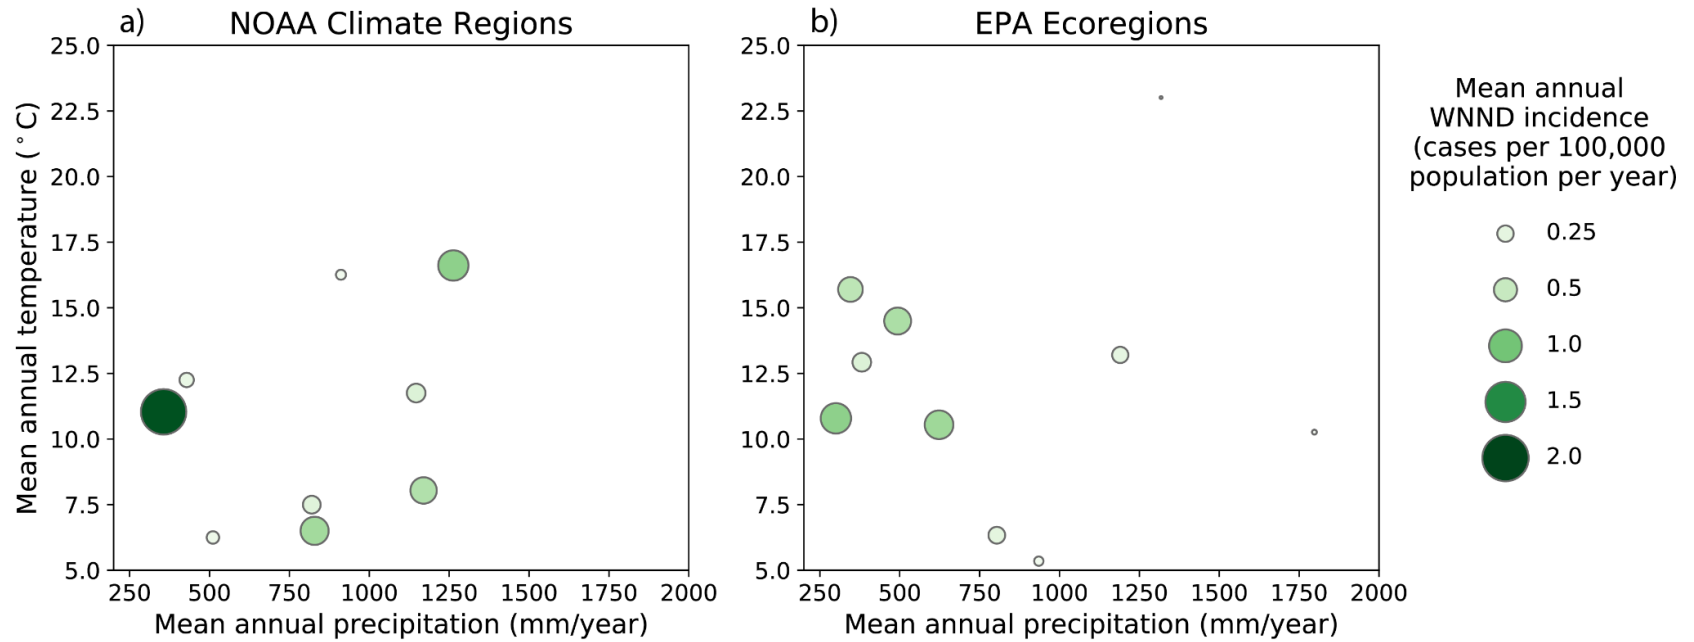 a)
NOAA Climate Regions
25.0
22.5
20.0
17.5
15.0
12.5
10.0
7.5
5.0
Mean annual temperature (°C)
250 500 750 1000 1250 1500 1750 2000
Mean annual precipitation (mm/year)
b)
EPA Ecoregions
25.0
22.5
20.0
17.5
15.0
12.5
10.0
7.5
5.0
250 500 750 1000 1250 1500 1750 2000
Mean annual precipitation (mm/year)
Mean annual
WNND incidence
(cases per 100,000
population per year)
0.25
0.5
1.0
1.5
2.0